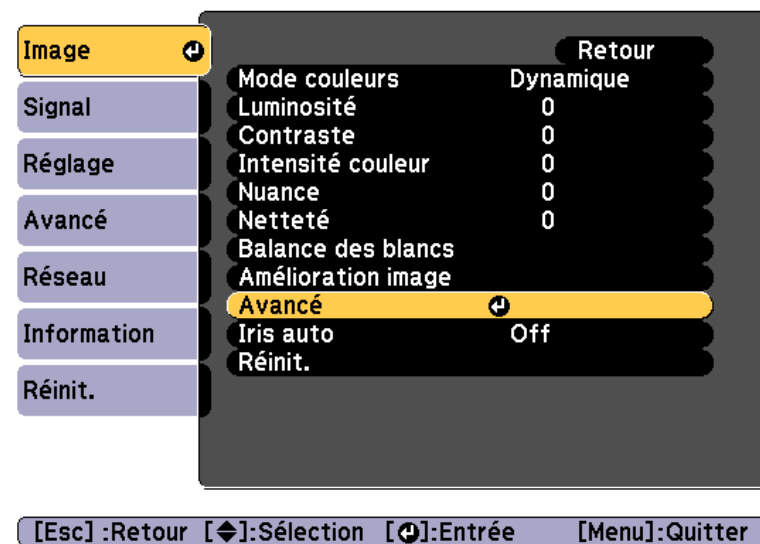 Image
Signal
Réglage
Avancé
Réseau
Information
Réinit.
Retour
Mode couleurs Dynamique
Luminosité 0
Contraste 0
Intensité couleur 0
Nuance 0
Netteté 0
Balance des blancs
Amélioration image
Avancé
Iris auto Off
Réinit.
[Esc] :Retour [◆]:Sélection [⏎]:Entrée [Menu]:Quitter